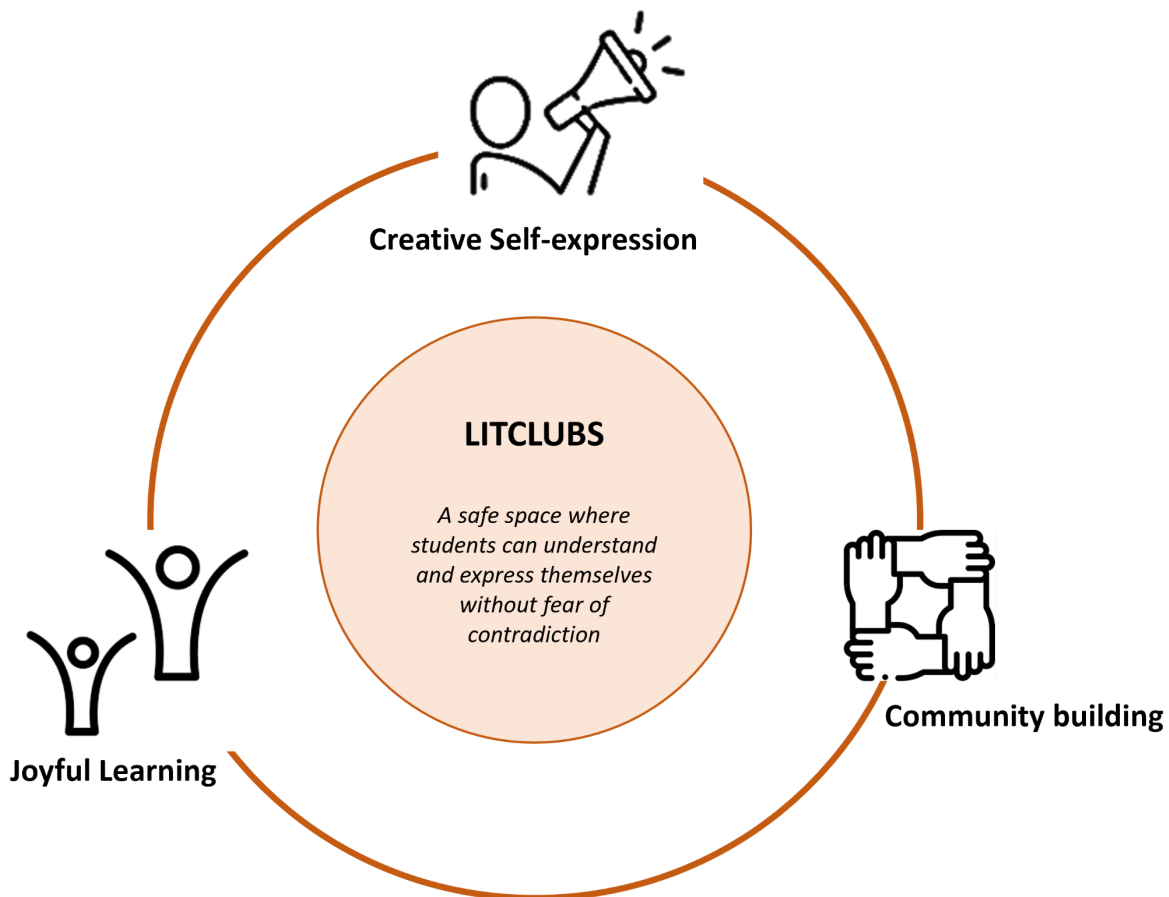 Creative Self-expression
LITCLUBS
A safe space where
students can understand
and express themselves
without fear of
contradiction
Community building
Joyful Learning